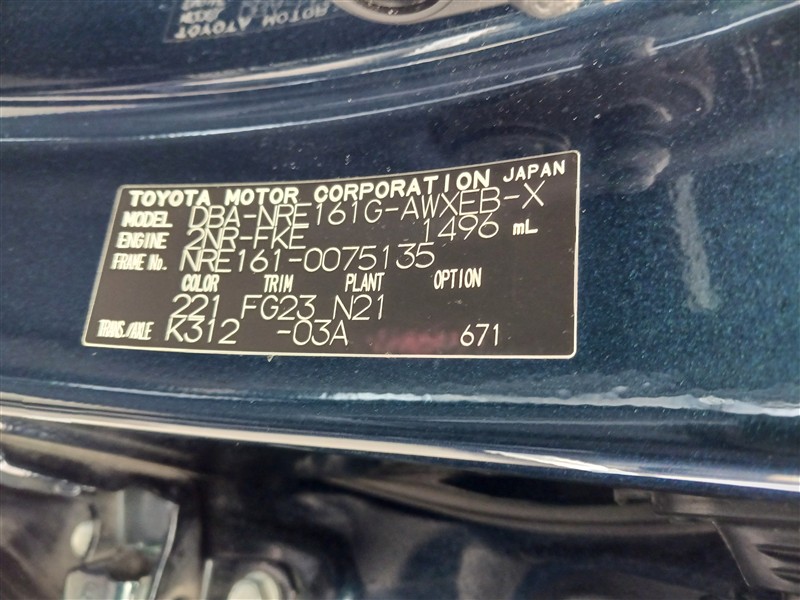 TOYOTA MOTOR CORPORATION JAPAN
MODEL DBA-NRE161G-AWXEB-X
ENGINE 2NR-FKE 1496 mL
FRAME No. NRE161-0075135
COLOR TRIM PLANT OPTION
221 FG23 N21
TRANS./AXLE K312 -03A 671